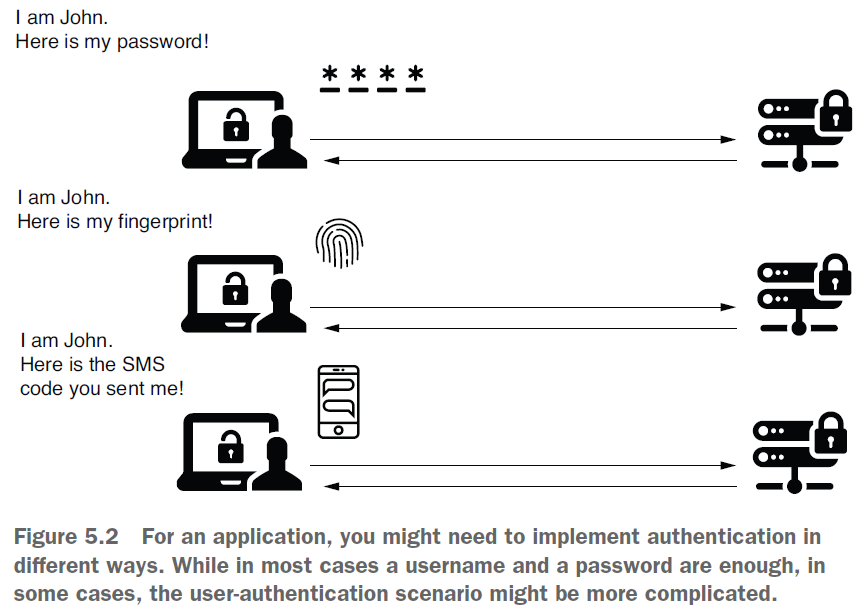 I am John.
Here is my password!
* * * *
I am John.
Here is my fingerprint!
I am John.
Here is the SMS
code you sent me!
Figure 5.2 For an application, you might need to implement authentication in
different ways. While in most cases a username and a password are enough, in
some cases, the user-authentication scenario might be more complicated.